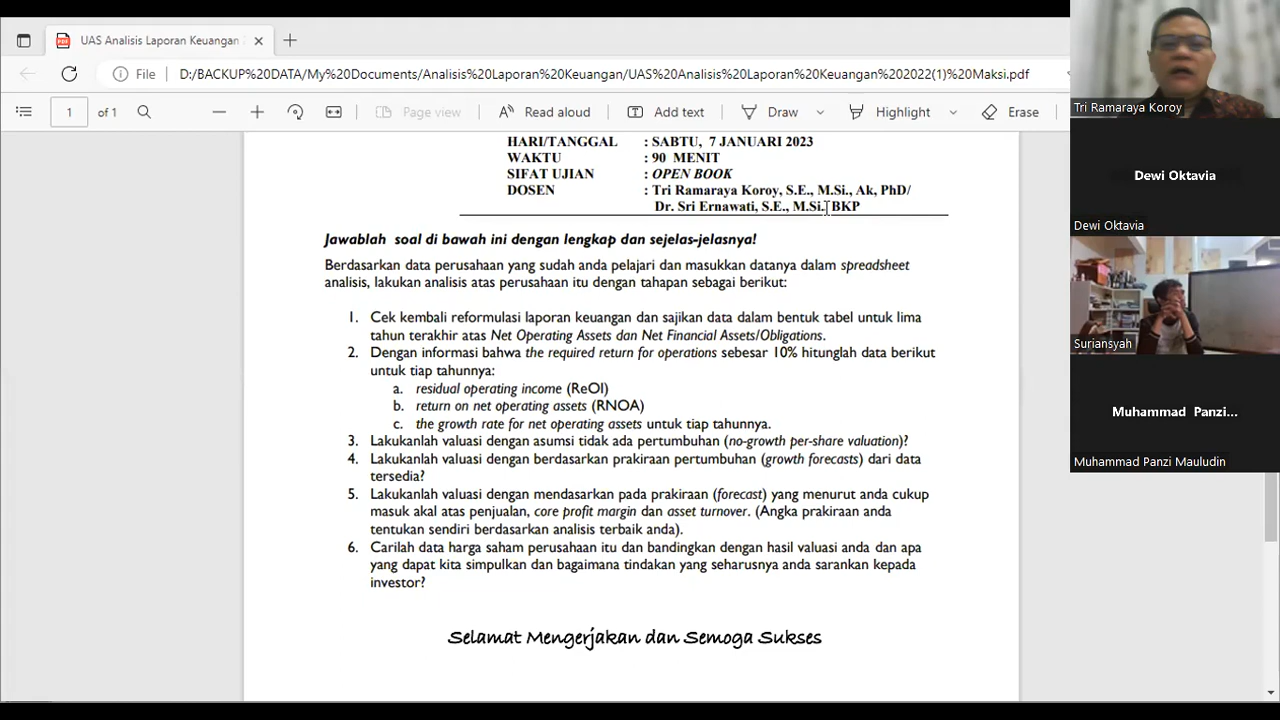 UAS Analisis Laporan Keuangan
File
D:/BACKUP%20DATA/My%20Documents/Analisis%20Laporan%20Keuangan/UAS%20Analisis%20Laporan%20Keuangan%202022(1)%20Maksi.pdf
1 of 1
Page view
Read aloud
Add text
Draw
Highlight
Erase
HARI/TANGGAL : SABTU, 7 JANUARI 2023
WAKTU : 90 MENIT
SIFAT UJIAN : OPEN BOOK
DOSEN : Tri Ramaraya Koroy, S.E., M.Si., Ak, PhD/
Dr. Sri Ernawati, S.E., M.Si., BKP
Jawablah soal di bawah ini dengan lengkap dan sejelas-jelasnya!
Berdasarkan data perusahaan yang sudah anda pelajari dan masukkan datanya dalam spreadsheet
analisis, lakukan analisis atas perusahaan itu dengan tahapan sebagai berikut:
1. Cek kembali reformulasi laporan keuangan dan sajikan data dalam bentuk tabel untuk lima
tahun terakhir atas Net Operating Assets dan Net Financial Assets/Obligations.
2. Dengan informasi bahwa the required return for operations sebesar 10% hitunglah data berikut
untuk tiap tahunnya:
a. residual operating income (ReOI)
b. return on net operating assets (RNOA)
c. the growth rate for net operating assets untuk tiap tahunnya.
3. Lakukanlah valuasi dengan asumsi tidak ada pertumbuhan (no-growth per-share valuation)?
4. Lakukanlah valuasi dengan berdasarkan prakiraan pertumbuhan (growth forecasts) dari data
tersedia?
5. Lakukanlah valuasi dengan mendasarkan pada prakiraan (forecast) yang menurut anda cukup
masuk akal atas penjualan, core profit margin dan asset turnover. (Angka prakiraan anda
tentukan sendiri berdasarkan analisis terbaik anda).
6. Carilah data harga saham perusahaan itu dan bandingkan dengan hasil valuasi anda dan apa
yang dapat kita simpulkan dan bagaimana tindakan yang seharusnya anda sarankan kepada
investor?
Selamat Mengerjakan dan Semoga Sukses
Tri Ramaraya Koroy
Dewi Oktavia
Dewi Oktavia
Suriansyah
Muhammad Panzi...
Muhammad Panzi Mauludin